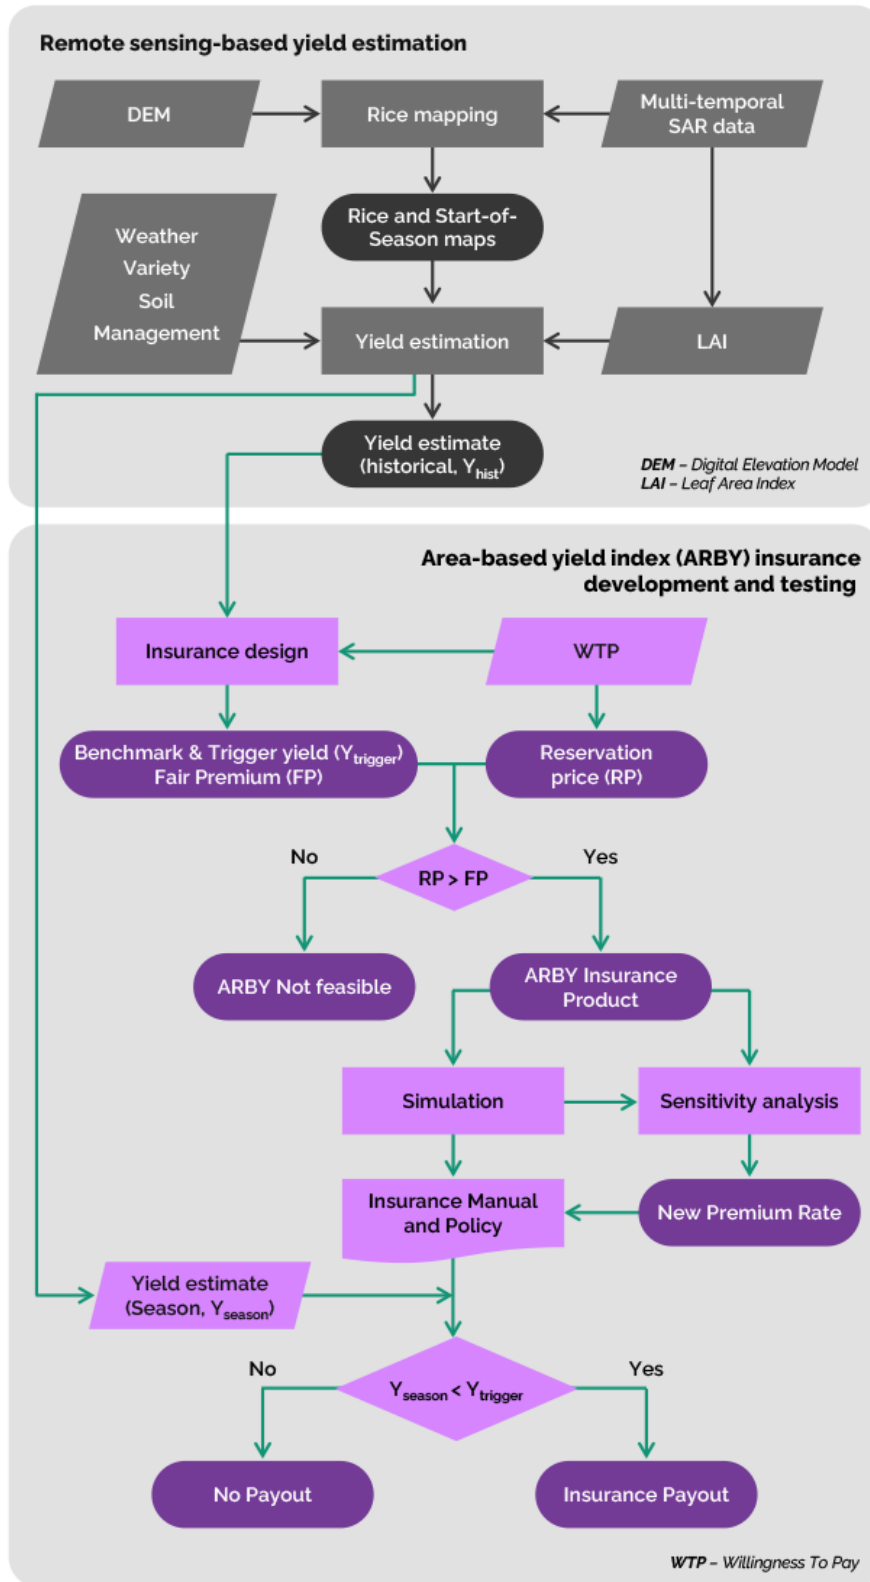 Remote sensing-based yield estimation
DEM
Rice mapping
Multi-temporal
SAR data
Rice and Start-of-
Season maps
Weather
Variety
Soil
Management
Yield estimation
LAI
Yield estimate
(historical, Yhist)
DEM – Digital Elevation Model
LAI – Leaf Area Index
Area-based yield index (ARBY) insurance
development and testing
Insurance design
WTP
Benchmark & Trigger yield (Ytrigger)
Fair Premium (FP)
Reservation
price (RP)
No
Yes
RP > FP
ARBY Not feasible
ARBY Insurance
Product
Simulation
Sensitivity analysis
Insurance Manual
and Policy
New Premium Rate
Yield estimate
(Season, Yseason)
No
Yes
Yseason < Ytrigger
No Payout
Insurance Payout
WTP – Willingness To Pay